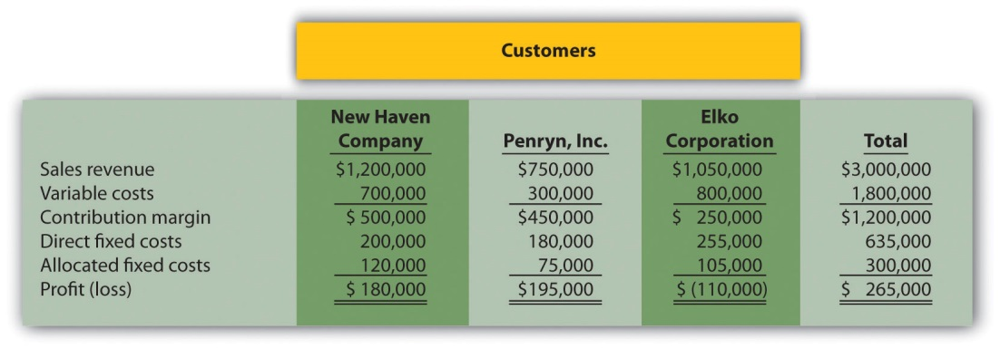 Customers
New Haven Company Penryn, Inc. Elko Corporation Total
Sales revenue $1,200,000 $750,000 $1,050,000 $3,000,000
Variable costs 700,000 300,000 800,000 1,800,000
Contribution margin $ 500,000 $450,000 $ 250,000 $1,200,000
Direct fixed costs 200,000 180,000 255,000 635,000
Allocated fixed costs 120,000 75,000 105,000 300,000
Profit (loss) $ 180,000 $195,000 $ (110,000) $ 265,000